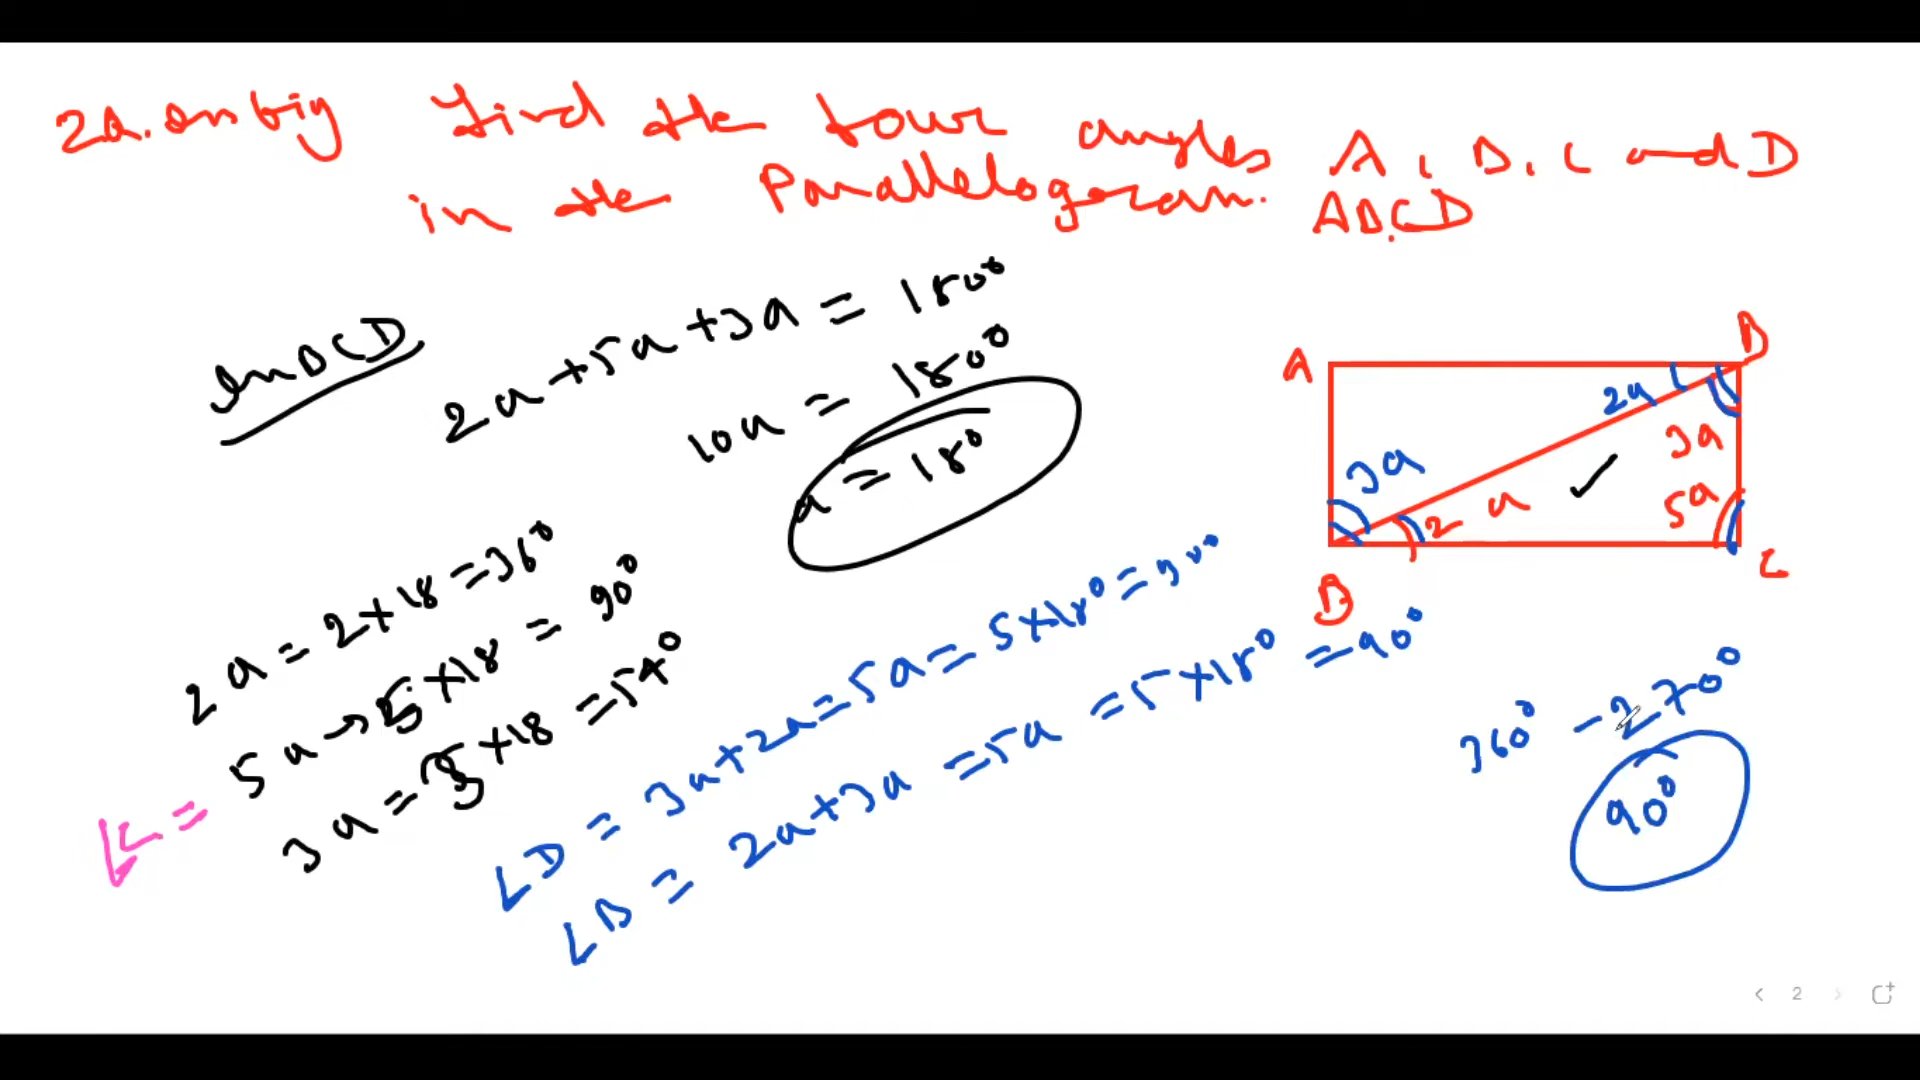 2a. In fig Find the four angles A, B, C and D
in the Parallelogram. ABCD
In BCD
2a+5a+3a = 180°
10a = 180°
a = 18°
A
D
2a
3a
3a
2a
5a
B
C
2a = 2×18 = 36°
∠C = 5a → 5×18 = 90°
3a = 3×18 = 54°
∠D = 3a+2a = 5a = 5×18° = 90°
∠B = 2a+3a = 5a = 5×18° = 90°
360° - 270°
90°
2